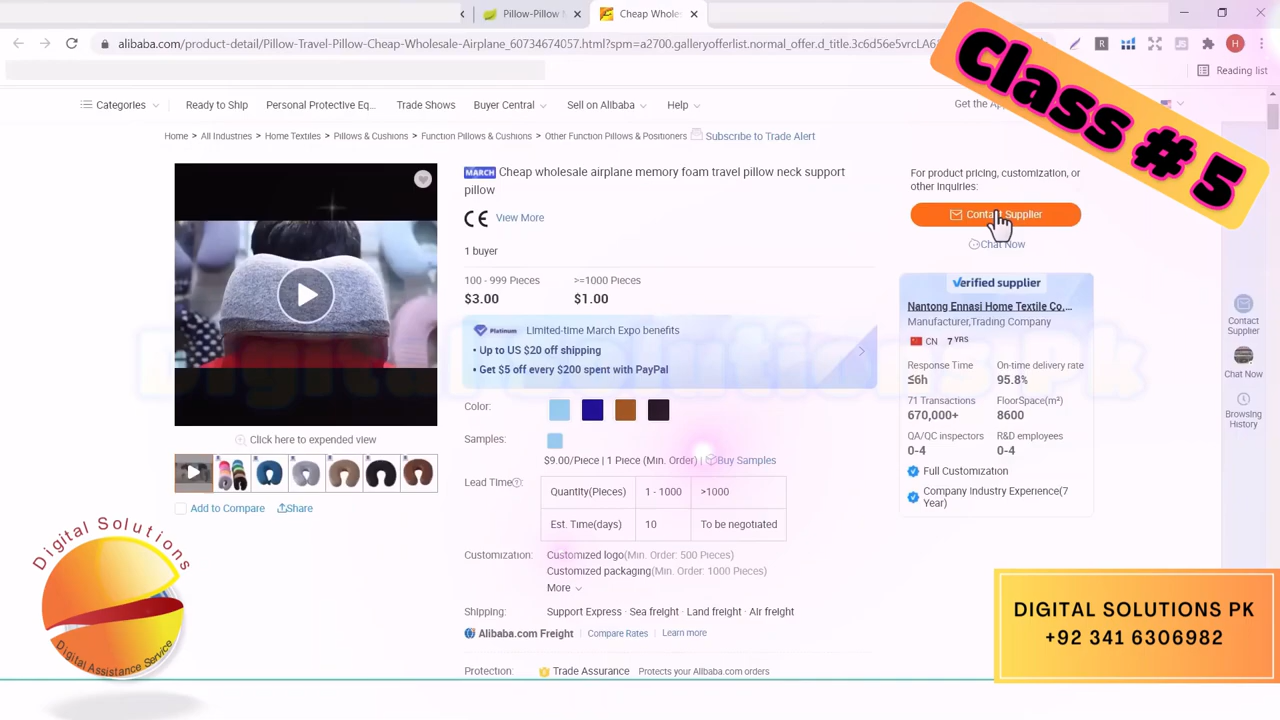 Pillow-Pillow M
Cheap Whole
alibaba.com/product-detail/Pillow-Travel-Pillow-Cheap-Wholesale-Airplane_60734674057.html?spm=a2700.galleryofferlist.normal_offer.d_title.3c6d56e5vrcLA6
Reading list
Class # 5
Categories Ready to Ship Personal Protective Eq... Trade Shows Buyer Central Sell on Alibaba Help Get the
Home > All Industries > Home Textiles > Pillows & Cushions > Function Pillows & Cushions > Other Function Pillows & Positioners Subscribe to Trade Alert
MARCH Cheap wholesale airplane memory foam travel pillow neck support
pillow
CE View More
1 buyer
100 - 999 Pieces >=1000 Pieces
$3.00 $1.00
Platinum Limited-time March Expo benefits
• Up to US $20 off shipping
• Get $5 off every $200 spent with PayPal
Color:
Samples:
$9.00/Piece | 1 Piece (Min. Order) | Buy Samples
Lead Time
Quantity(Pieces) 1 - 1000 >1000
Est. Time(days) 10 To be negotiated
Customization: Customized logo(Min. Order: 500 Pieces)
Customized packaging(Min. Order: 1000 Pieces)
More
Shipping: Support Express · Sea freight · Land freight · Air freight
Alibaba.com Freight Compare Rates Learn more
Protection: Trade Assurance Protects your Alibaba.com orders
Click here to expended view
Add to Compare Share
For product pricing, customization, or
other inquiries:
Contact Supplier
Chat Now
Verified supplier
Nantong Ennasi Home Textile Co,...
Manufacturer,Trading Company
CN 7 YRS
Response Time On-time delivery rate
≤6h 95.8%
71 Transactions FloorSpace(m²)
670,000+ 8600
QA/QC inspectors R&D employees
0-4 0-4
Full Customization
Company Industry Experience(7
Year)
Contact
Supplier
Chat Now
Browsing
History
Digital Solutions Pk
Digital Solutions
Digital Assistance Service
DIGITAL SOLUTIONS PK
+92 341 6306982